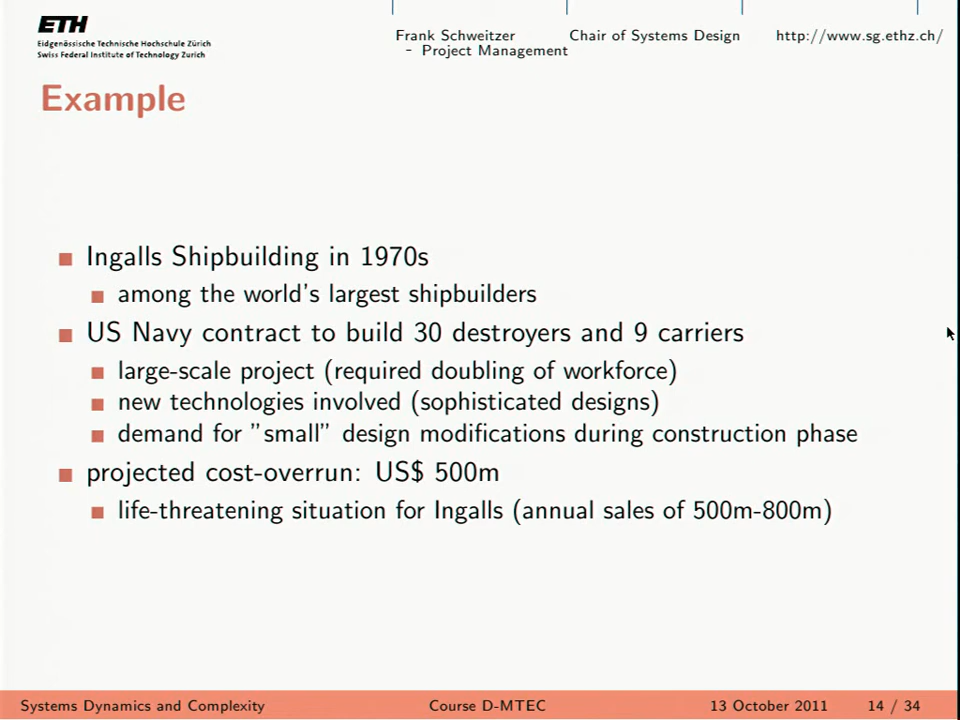 ETH
Eidgenössische Technische Hochschule Zürich
Swiss Federal Institute of Technology Zurich
Frank Schweitzer
- Project Management
Chair of Systems Design
http://www.sg.ethz.ch/
Example
Ingalls Shipbuilding in 1970s
among the world's largest shipbuilders
US Navy contract to build 30 destroyers and 9 carriers
large-scale project (required doubling of workforce)
new technologies involved (sophisticated designs)
demand for "small" design modifications during construction phase
projected cost-overrun: US$ 500m
life-threatening situation for Ingalls (annual sales of 500m-800m)
Systems Dynamics and Complexity
Course D-MTEC
13 October 2011
14 / 34